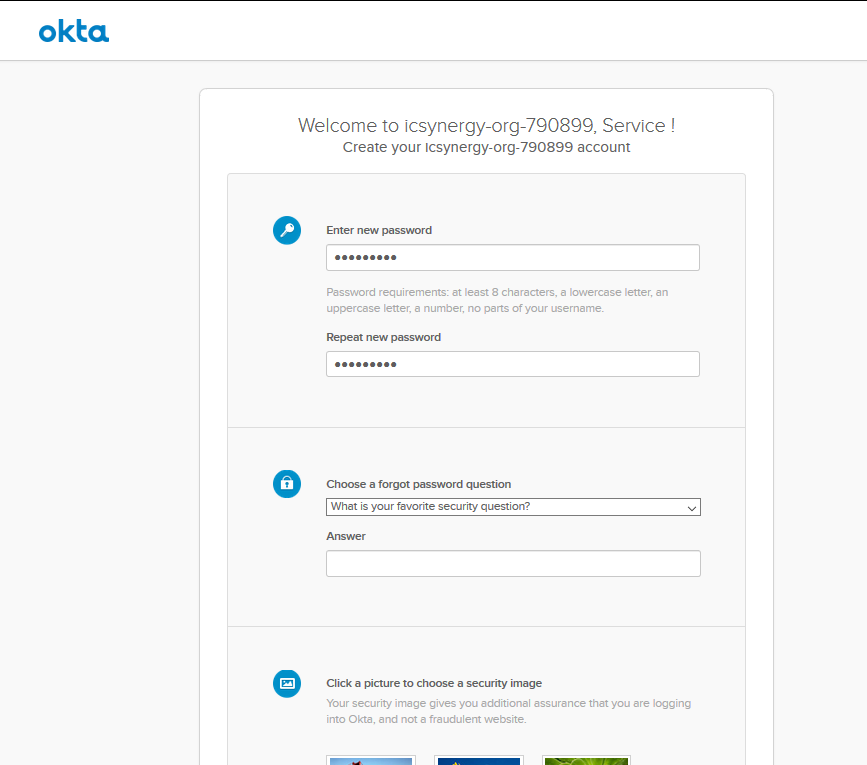 okta
Welcome to icsynergy-org-790899, Service !
Create your icsynergy-org-790899 account
Enter new password
•••••••••
Password requirements: at least 8 characters, a lowercase letter, an
uppercase letter, a number, no parts of your username.
Repeat new password
•••••••••
Choose a forgot password question
What is your favorite security question?
Answer
Click a picture to choose a security image
Your security image gives you additional assurance that you are logging
into Okta, and not a fraudulent website.